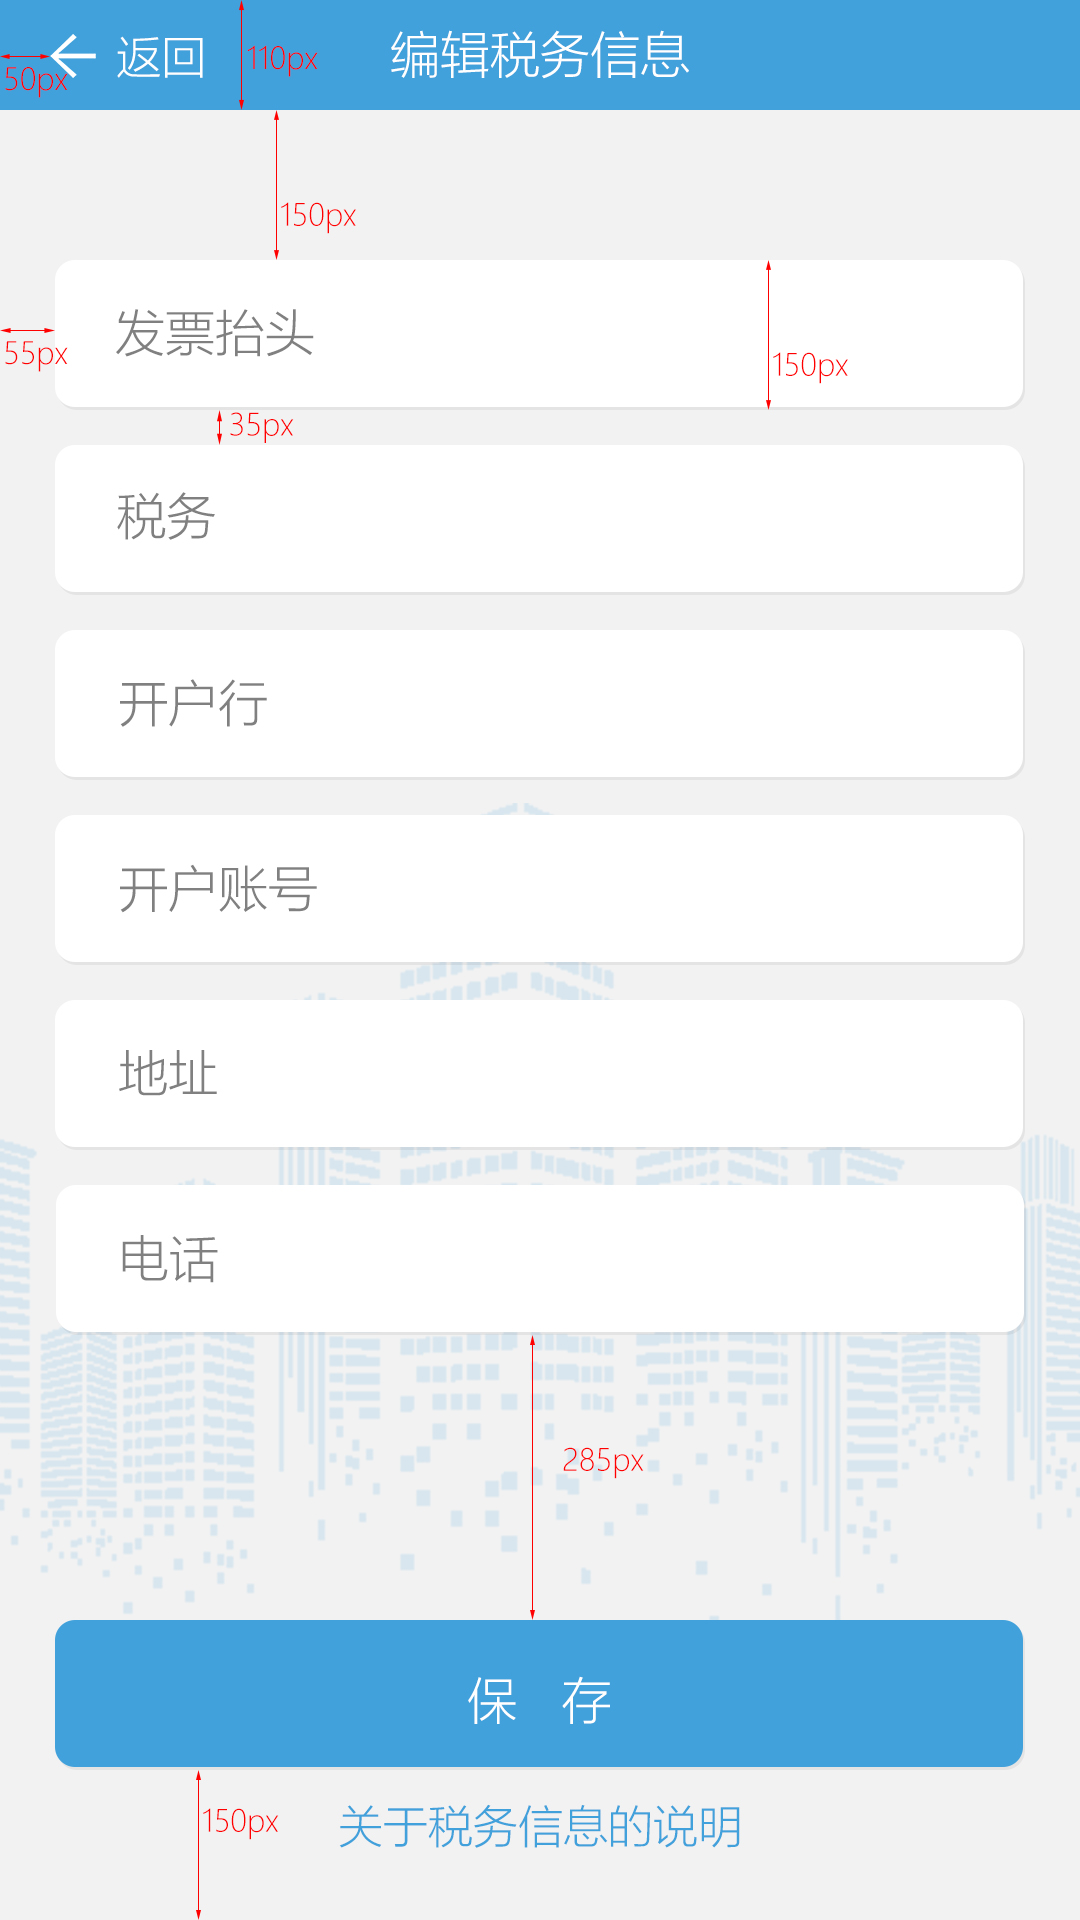 返回 110px 编辑税务信息
50px
150px
发票抬头
55px 150px
35px
税务
开户行
开户账号
地址
电话
285px
保 存
150px 关于税务信息的说明